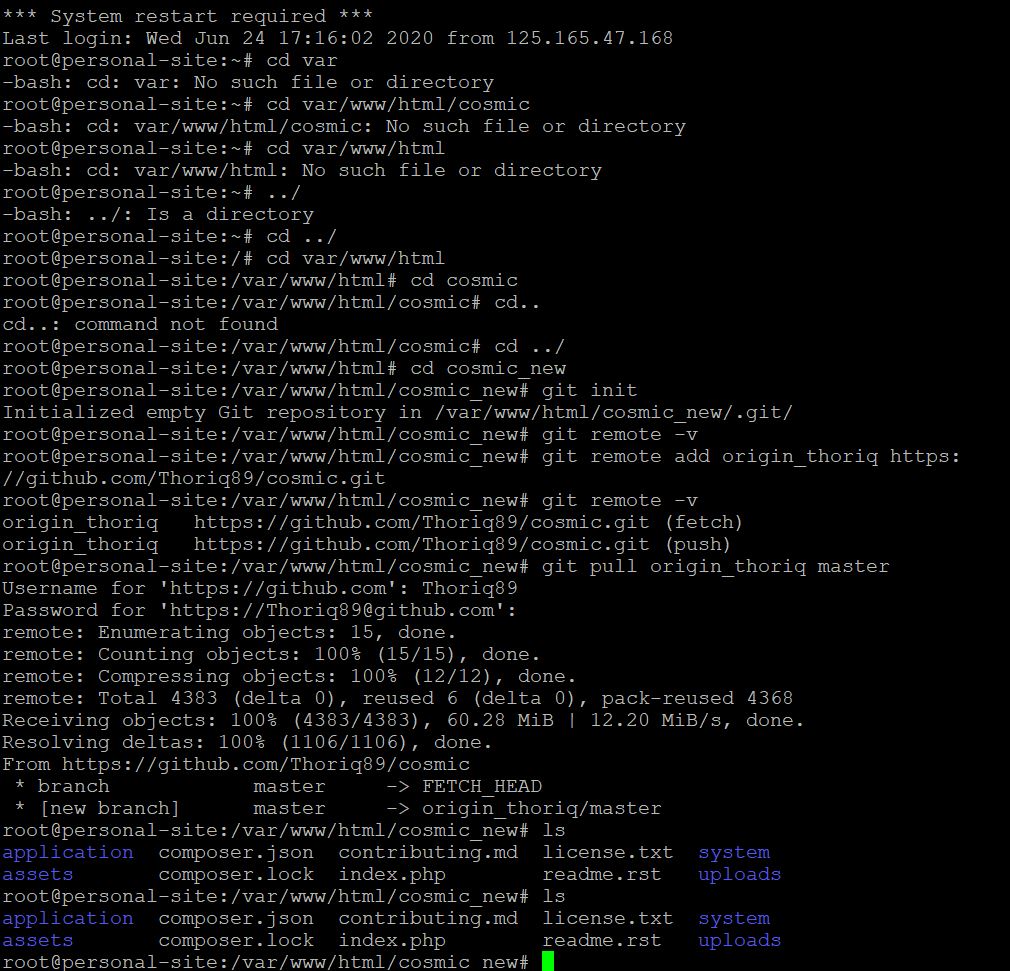 *** System restart required ***
Last login: Wed Jun 24 17:16:02 2020 from 125.165.47.168
root@personal-site:~# cd var
-bash: cd: var: No such file or directory
root@personal-site:~# cd var/www/html/cosmic
-bash: cd: var/www/html/cosmic: No such file or directory
root@personal-site:~# cd var/www/html
-bash: cd: var/www/html: No such file or directory
root@personal-site:~# ../
-bash: ../: Is a directory
root@personal-site:~# cd ../
root@personal-site:/# cd var/www/html
root@personal-site:/var/www/html# cd cosmic
root@personal-site:/var/www/html/cosmic# cd..
cd..: command not found
root@personal-site:/var/www/html/cosmic# cd ../
root@personal-site:/var/www/html# cd cosmic_new
root@personal-site:/var/www/html/cosmic_new# git init
Initialized empty Git repository in /var/www/html/cosmic_new/.git/
root@personal-site:/var/www/html/cosmic_new# git remote -v
root@personal-site:/var/www/html/cosmic_new# git remote add origin_thoriq https:
//github.com/Thoriq89/cosmic.git
root@personal-site:/var/www/html/cosmic_new# git remote -v
origin_thoriq   https://github.com/Thoriq89/cosmic.git (fetch)
origin_thoriq   https://github.com/Thoriq89/cosmic.git (push)
root@personal-site:/var/www/html/cosmic_new# git pull origin_thoriq master
Username for 'https://github.com': Thoriq89
Password for 'https://Thoriq89@github.com':
remote: Enumerating objects: 15, done.
remote: Counting objects: 100% (15/15), done.
remote: Compressing objects: 100% (12/12), done.
remote: Total 4383 (delta 0), reused 6 (delta 0), pack-reused 4368
Receiving objects: 100% (4383/4383), 60.28 MiB | 12.20 MiB/s, done.
Resolving deltas: 100% (1106/1106), done.
From https://github.com/Thoriq89/cosmic
 * branch            master     -> FETCH_HEAD
 * [new branch]      master     -> origin_thoriq/master
root@personal-site:/var/www/html/cosmic_new# ls
application  composer.json  contributing.md  license.txt  system
assets       composer.lock  index.php        readme.rst   uploads
root@personal-site:/var/www/html/cosmic_new# ls
application  composer.json  contributing.md  license.txt  system
assets       composer.lock  index.php        readme.rst   uploads
root@personal-site:/var/www/html/cosmic_new#